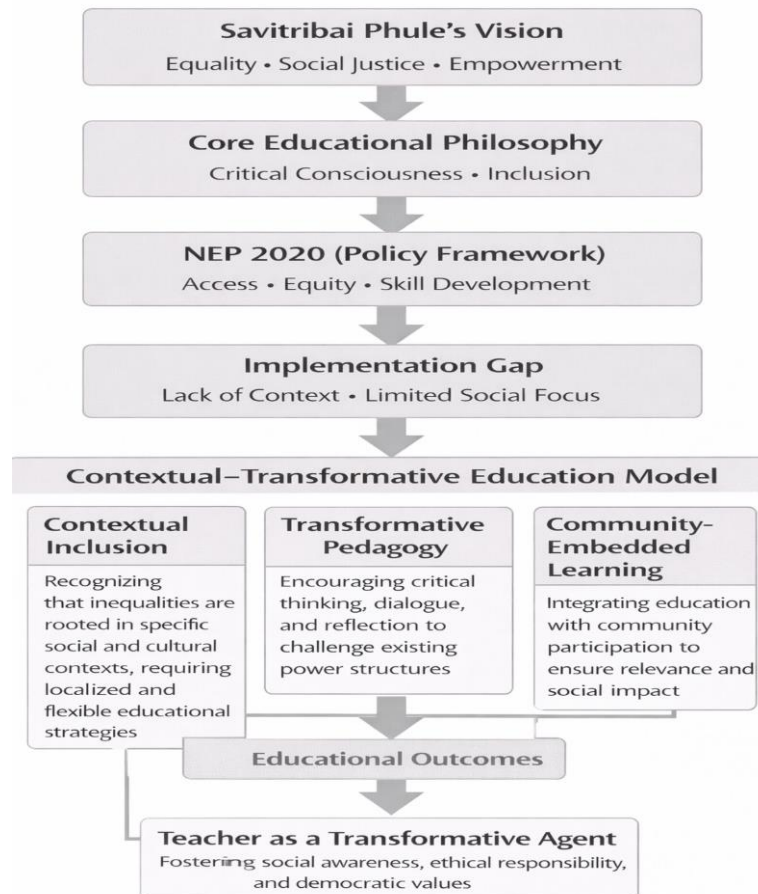 Savitribai Phule's Vision
Equality • Social Justice • Empowerment
Core Educational Philosophy
Critical Consciousness • Inclusion
NEP 2020 (Policy Framework)
Access • Equity • Skill Development
Implementation Gap
Lack of Context • Limited Social Focus
Contextual–Transformative Education Model
Contextual
Inclusion
Recognizing
that inequalities are
rooted in specific
social and cultural
contexts, requiring
localized and
flexible educational
strategies
Transformative
Pedagogy
Encouraging critical
thinking, dialogue,
and reflection to
challenge existing
power structures
Community-
Embedded
Learning
Integrating education
with community
participation to
ensure relevance and
social impact
Educational Outcomes
Teacher as a Transformative Agent
Fostering social awareness, ethical responsibility,
and democratic values